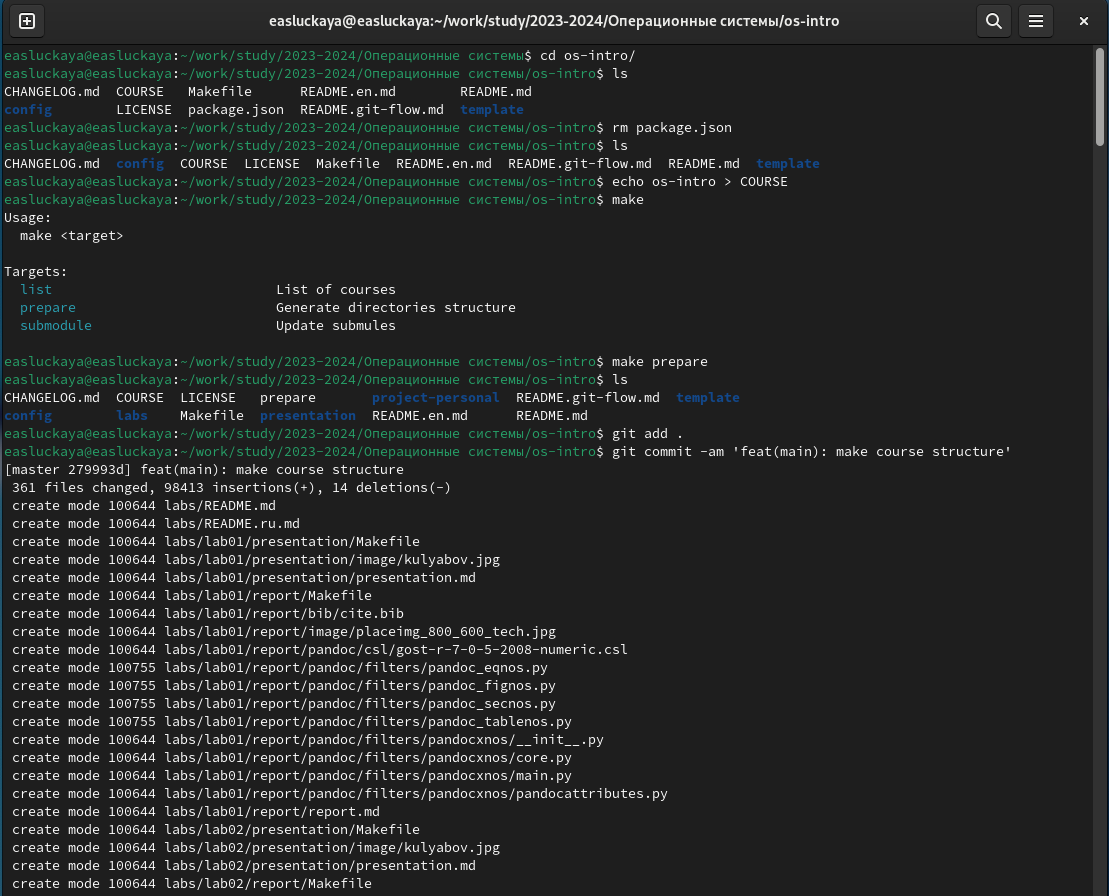 easluckaya@easluckaya:~/work/study/2023-2024/Операционные системы/os-intro
easluckaya@easluckaya:~/work/study/2023-2024/Операционные системы$ cd os-intro/
easluckaya@easluckaya:~/work/study/2023-2024/Операционные системы/os-intro$ ls
CHANGELOG.md  COURSE   Makefile      README.en.md        README.md
config        LICENSE  package.json  README.git-flow.md  template
easluckaya@easluckaya:~/work/study/2023-2024/Операционные системы/os-intro$ rm package.json
easluckaya@easluckaya:~/work/study/2023-2024/Операционные системы/os-intro$ ls
CHANGELOG.md  config  COURSE  LICENSE  Makefile  README.en.md  README.git-flow.md  README.md  template
easluckaya@easluckaya:~/work/study/2023-2024/Операционные системы/os-intro$ echo os-intro > COURSE
easluckaya@easluckaya:~/work/study/2023-2024/Операционные системы/os-intro$ make
Usage:
  make <target>
Targets:
  list                            List of courses
  prepare                         Generate directories structure
  submodule                       Update submules
easluckaya@easluckaya:~/work/study/2023-2024/Операционные системы/os-intro$ make prepare
easluckaya@easluckaya:~/work/study/2023-2024/Операционные системы/os-intro$ ls
CHANGELOG.md  COURSE  LICENSE   prepare       project-personal  README.git-flow.md  template
config        labs    Makefile  presentation  README.en.md      README.md
easluckaya@easluckaya:~/work/study/2023-2024/Операционные системы/os-intro$ git add .
easluckaya@easluckaya:~/work/study/2023-2024/Операционные системы/os-intro$ git commit -am 'feat(main): make course structure'
[master 279993d] feat(main): make course structure
 361 files changed, 98413 insertions(+), 14 deletions(-)
 create mode 100644 labs/README.md
 create mode 100644 labs/README.ru.md
 create mode 100644 labs/lab01/presentation/Makefile
 create mode 100644 labs/lab01/presentation/image/kulyabov.jpg
 create mode 100644 labs/lab01/presentation/presentation.md
 create mode 100644 labs/lab01/report/Makefile
 create mode 100644 labs/lab01/report/bib/cite.bib
 create mode 100644 labs/lab01/report/image/placeimg_800_600_tech.jpg
 create mode 100644 labs/lab01/report/pandoc/csl/gost-r-7-0-5-2008-numeric.csl
 create mode 100755 labs/lab01/report/pandoc/filters/pandoc_eqnos.py
 create mode 100755 labs/lab01/report/pandoc/filters/pandoc_fignos.py
 create mode 100755 labs/lab01/report/pandoc/filters/pandoc_secnos.py
 create mode 100755 labs/lab01/report/pandoc/filters/pandoc_tablenos.py
 create mode 100644 labs/lab01/report/pandoc/filters/pandocxnos/__init__.py
 create mode 100644 labs/lab01/report/pandoc/filters/pandocxnos/core.py
 create mode 100644 labs/lab01/report/pandoc/filters/pandocxnos/main.py
 create mode 100644 labs/lab01/report/pandoc/filters/pandocxnos/pandocattributes.py
 create mode 100644 labs/lab01/report/report.md
 create mode 100644 labs/lab02/presentation/Makefile
 create mode 100644 labs/lab02/presentation/image/kulyabov.jpg
 create mode 100644 labs/lab02/presentation/presentation.md
 create mode 100644 labs/lab02/report/Makefile